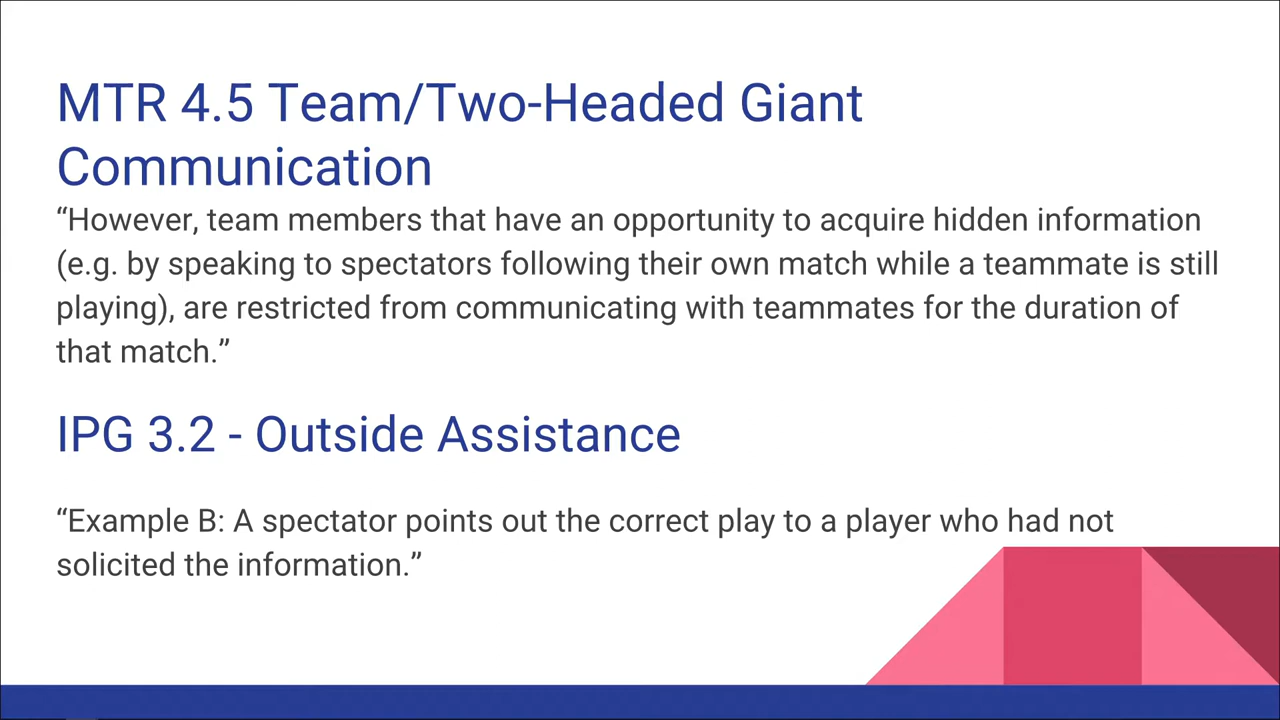 MTR 4.5 Team/Two-Headed Giant
Communication
“However, team members that have an opportunity to acquire hidden information
(e.g. by speaking to spectators following their own match while a teammate is still
playing), are restricted from communicating with teammates for the duration of
that match.”
IPG 3.2 - Outside Assistance
“Example B: A spectator points out the correct play to a player who had not
solicited the information.”